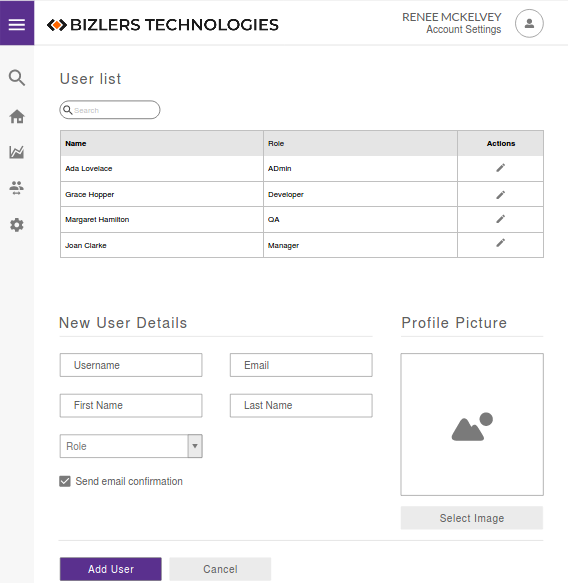 BIZLERS TECHNOLOGIES
RENEE MCKELVEY
Account Settings
User list
Search
Name Role Actions
Ada Lovelace ADmin
Grace Hopper Developer
Margaret Hamilton QA
Joan Clarke Manager
New User Details Profile Picture
Username Email
First Name Last Name
Role
Send email confirmation
Select Image
Add User Cancel